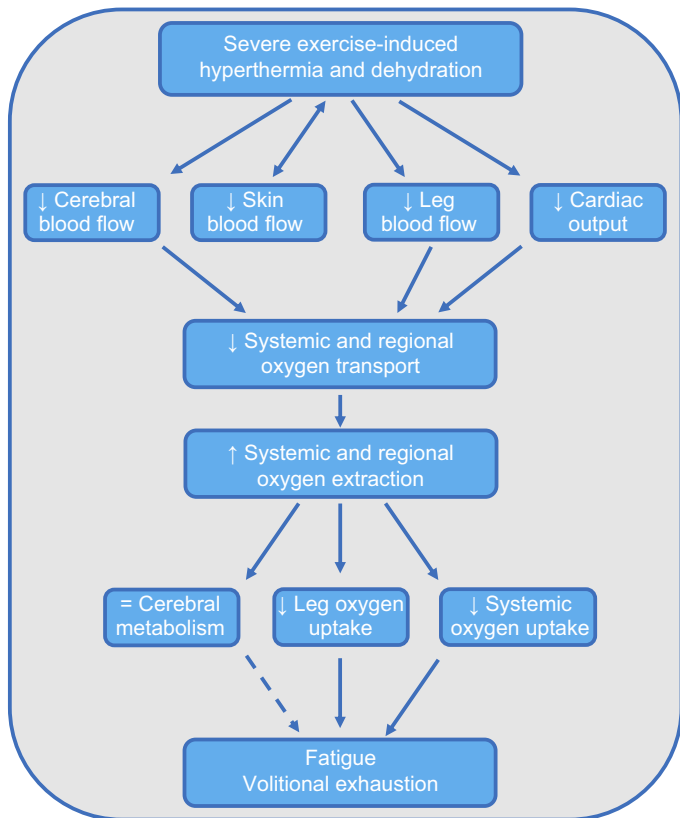 Severe exercise-induced
hyperthermia and dehydration
↓ Cerebral
blood flow
↓ Skin
blood flow
↓ Leg
blood flow
↓ Cardiac
output
↓ Systemic and regional
oxygen transport
↑ Systemic and regional
oxygen extraction
= Cerebral
metabolism
↓ Leg oxygen
uptake
↓ Systemic
oxygen uptake
Fatigue
Volitional exhaustion